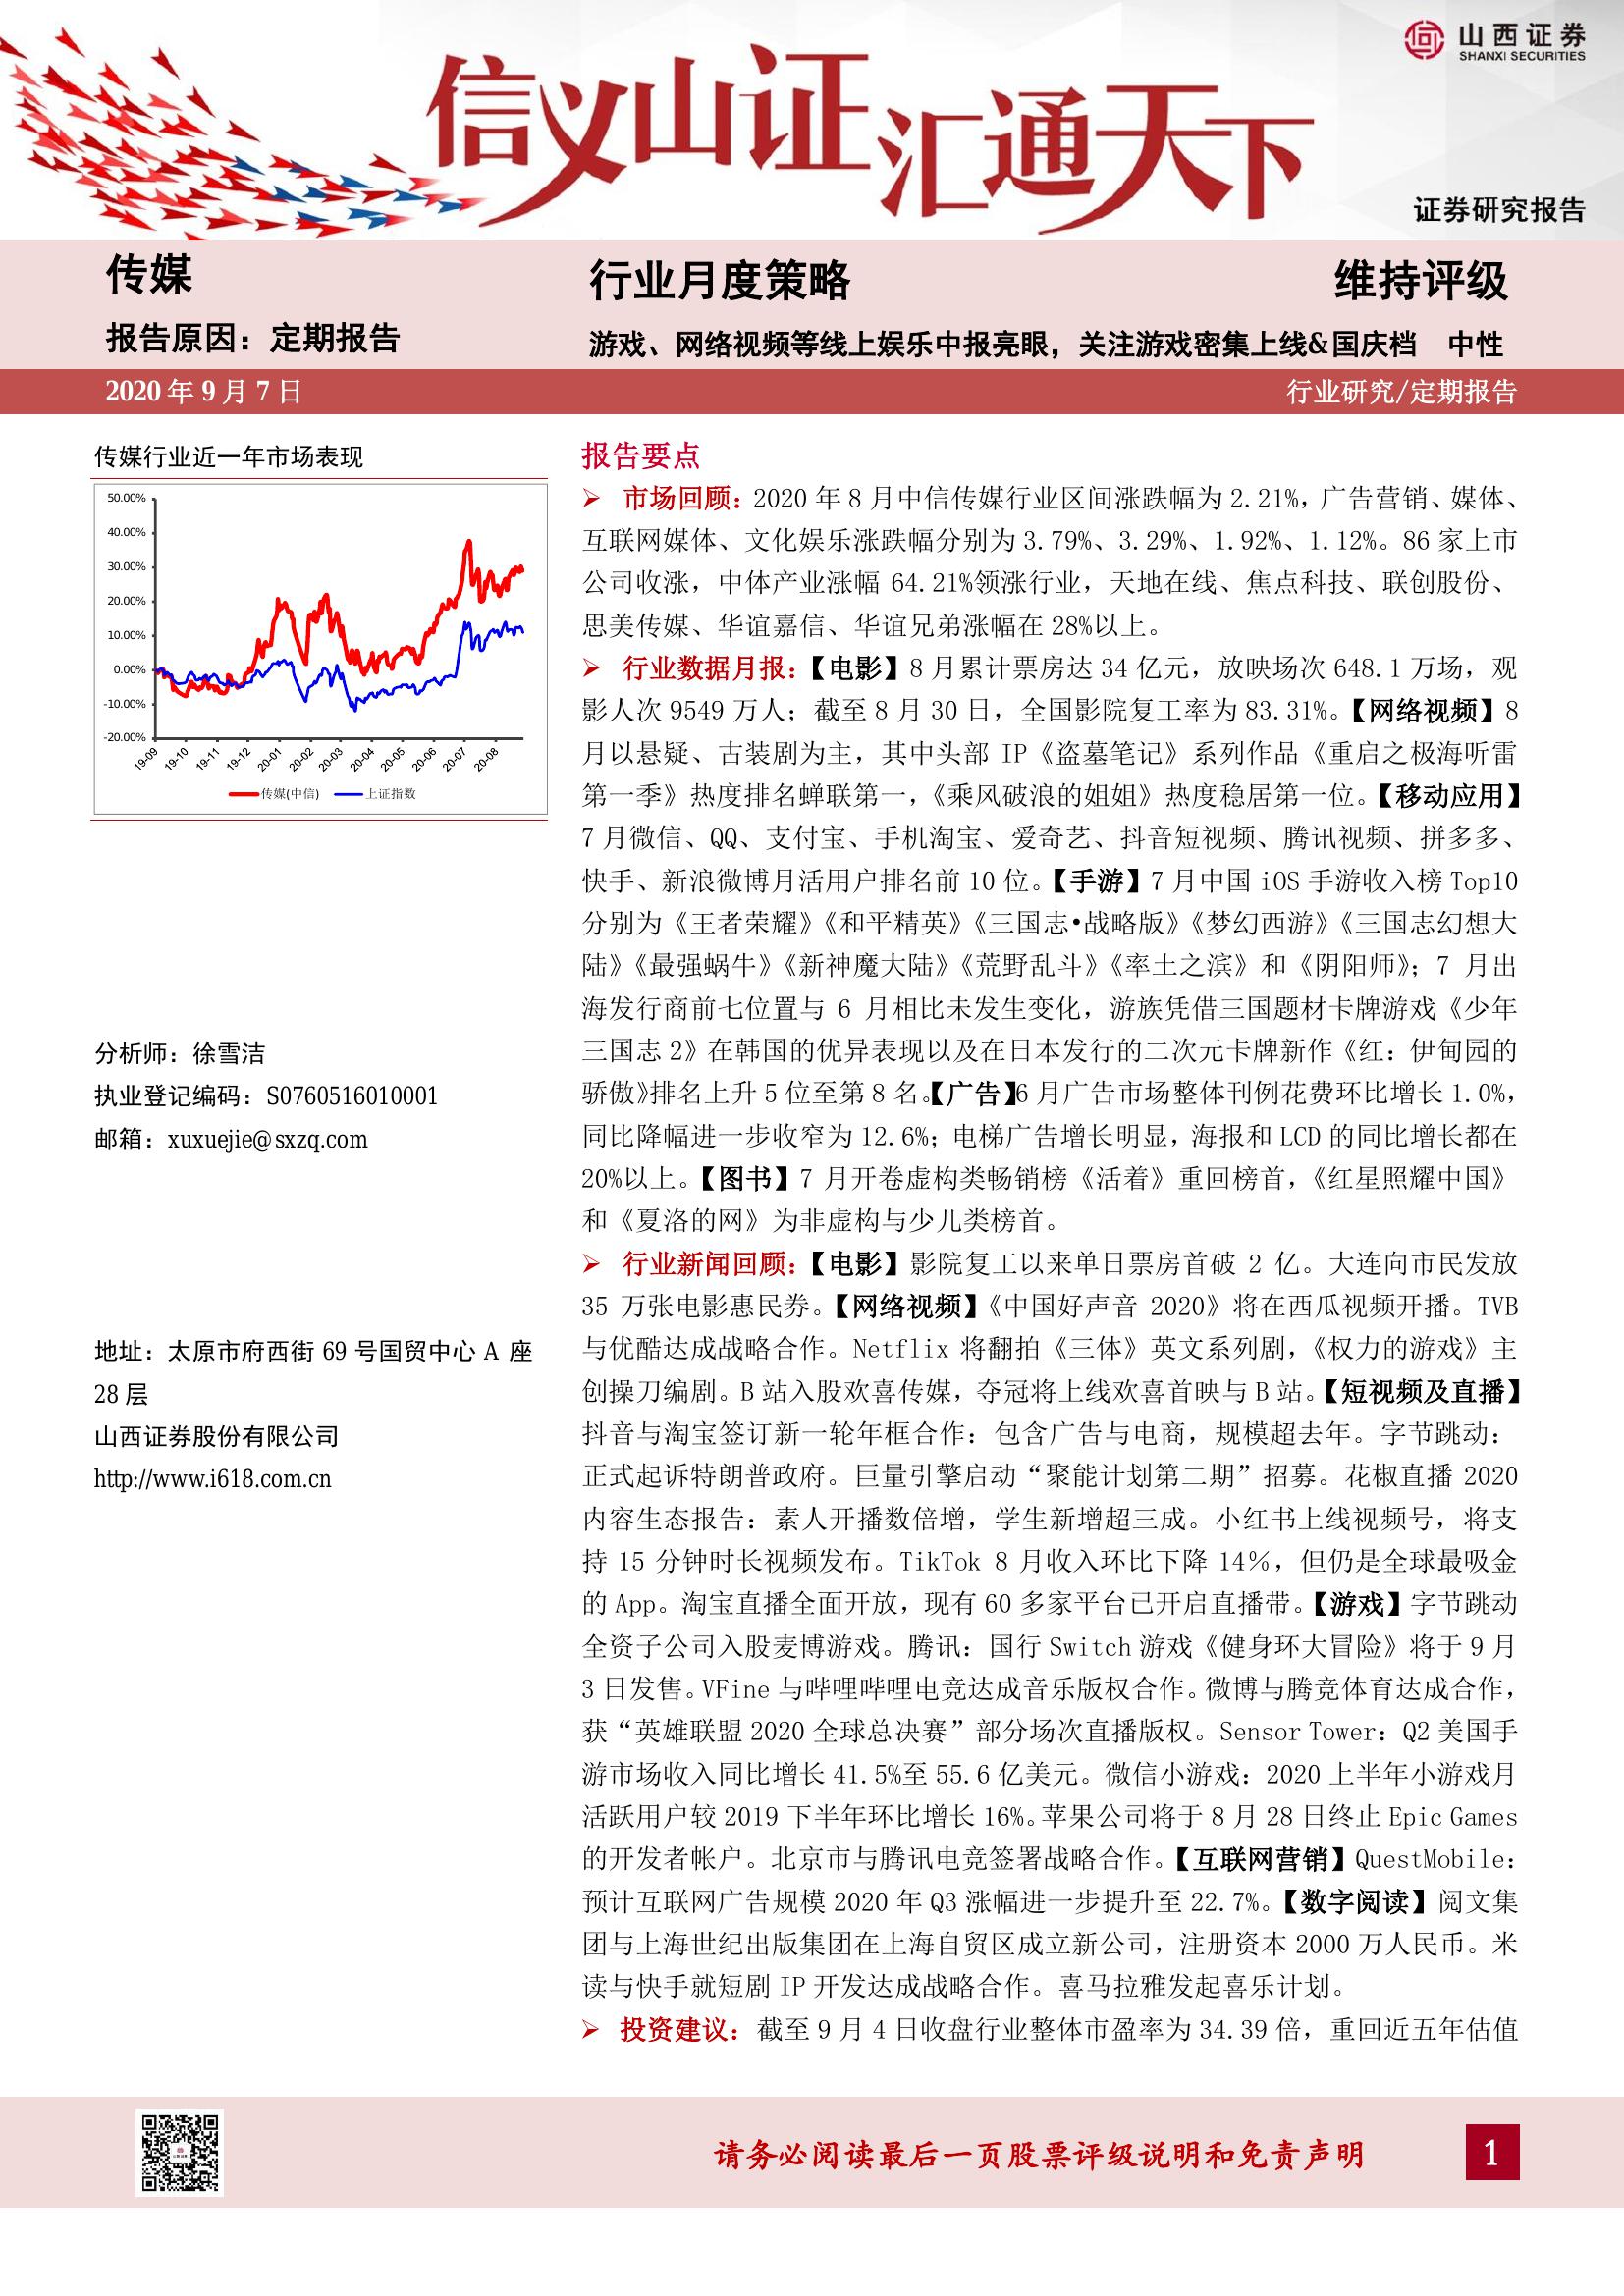 山西证券
SHANXI SECURITIES
信义山证 汇通天下
证券研究报告
传媒
行业月度策略
维持评级
报告原因：定期报告
游戏、网络视频等线上娱乐中报亮眼，关注游戏密集上线&国庆档 中性
2020 年 9 月 7 日
行业研究/定期报告
传媒行业近一年市场表现
50.00%
40.00%
30.00%
20.00%
10.00%
0.00%
-10.00%
-20.00%
19-09 19-10 19-11 19-12 20-01 20-02 20-03 20-04 20-05 20-06 20-07 20-08
传媒(中信) 上证指数
分析师：徐雪洁
执业登记编码：S0760516010001
邮箱：xuxuejie@sxzq.com
地址：太原市府西街 69 号国贸中心 A 座
28 层
山西证券股份有限公司
http://www.i618.com.cn
报告要点
➢ 市场回顾：2020 年 8 月中信传媒行业区间涨跌幅为 2.21%，广告营销、媒体、
互联网媒体、文化娱乐涨跌幅分别为 3.79%、3.29%、1.92%、1.12%。86 家上市
公司收涨，中体产业涨幅 64.21%领涨行业，天地在线、焦点科技、联创股份、
思美传媒、华谊嘉信、华谊兄弟涨幅在 28%以上。
➢ 行业数据月报：【电影】8 月累计票房达 34 亿元，放映场次 648.1 万场，观
影人次 9549 万人；截至 8 月 30 日，全国影院复工率为 83.31%。【网络视频】8
月以悬疑、古装剧为主，其中头部 IP《盗墓笔记》系列作品《重启之极海听雷
第一季》热度排名蝉联第一，《乘风破浪的姐姐》热度稳居第一位。【移动应用】
7 月微信、QQ、支付宝、手机淘宝、爱奇艺、抖音短视频、腾讯视频、拼多多、
快手、新浪微博月活用户排名前 10 位。【手游】7 月中国 iOS 手游收入榜 Top10
分别为《王者荣耀》《和平精英》《三国志•战略版》《梦幻西游》《三国志幻想大
陆》《最强蜗牛》《新神魔大陆》《荒野乱斗》《率土之滨》和《阴阳师》；7 月出
海发行商前七位置与 6 月相比未发生变化，游族凭借三国题材卡牌游戏《少年
三国志 2》在韩国的优异表现以及在日本发行的二次元卡牌新作《红：伊甸园的
骄傲》排名上升 5 位至第 8 名。【广告】6 月广告市场整体刊例花费环比增长 1.0%，
同比降幅进一步收窄为 12.6%；电梯广告增长明显，海报和 LCD 的同比增长都在
20%以上。【图书】7 月开卷虚构类畅销榜《活着》重回榜首，《红星照耀中国》
和《夏洛的网》为非虚构与少儿类榜首。
➢ 行业新闻回顾：【电影】影院复工以来单日票房首破 2 亿。大连向市民发放
35 万张电影惠民券。【网络视频】《中国好声音 2020》将在西瓜视频开播。TVB
与优酷达成战略合作。Netflix 将翻拍《三体》英文系列剧，《权力的游戏》主
创操刀编剧。B 站入股欢喜传媒，夺冠将上线欢喜首映与 B 站。【短视频及直播】
抖音与淘宝签订新一轮年框合作：包含广告与电商，规模超去年。字节跳动：
正式起诉特朗普政府。巨量引擎启动“聚能计划第二期”招募。花椒直播 2020
内容生态报告：素人开播数倍增，学生新增超三成。小红书上线视频号，将支
持 15 分钟时长视频发布。TikTok 8 月收入环比下降 14%，但仍是全球最吸金
的 App。淘宝直播全面开放，现有 60 多家平台已开启直播带。【游戏】字节跳动
全资子公司入股麦博游戏。腾讯：国行 Switch 游戏《健身环大冒险》将于 9 月
3 日发售。VFine 与哔哩哔哩电竞达成音乐版权合作。微博与腾竞体育达成合作，
获“英雄联盟 2020 全球总决赛”部分场次直播版权。Sensor Tower：Q2 美国手
游市场收入同比增长 41.5%至 55.6 亿美元。微信小游戏：2020 上半年小游戏月
活跃用户较 2019 下半年环比增长 16%。苹果公司将于 8 月 28 日终止 Epic Games
的开发者帐户。北京市与腾讯电竞签署战略合作。【互联网营销】QuestMobile：
预计互联网广告规模 2020 年 Q3 涨幅进一步提升至 22.7%。【数字阅读】阅文集
团与上海世纪出版集团在上海自贸区成立新公司，注册资本 2000 万人民币。米
读与快手就短剧 IP 开发达成战略合作。喜马拉雅发起喜乐计划。
➢ 投资建议：截至 9 月 4 日收盘行业整体市盈率为 34.39 倍，重回近五年估值
请务必阅读最后一页股票评级说明和免责声明
1